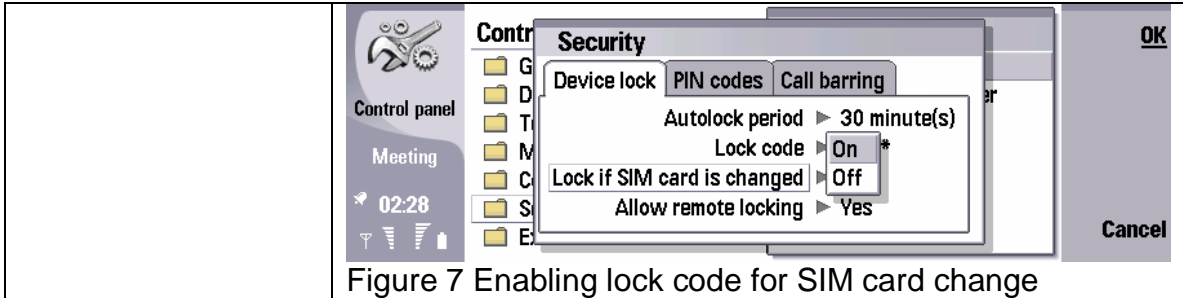 Contr
Security
OK
G
Device lock PIN codes Call barring
D er
Control panel
Autolock period 30 minute(s)
T
Lock code On *
Meeting
M
Lock if SIM card is changed Off
C
02:28
S
Allow remote locking Yes
E
Cancel
Figure 7 Enabling lock code for SIM card change